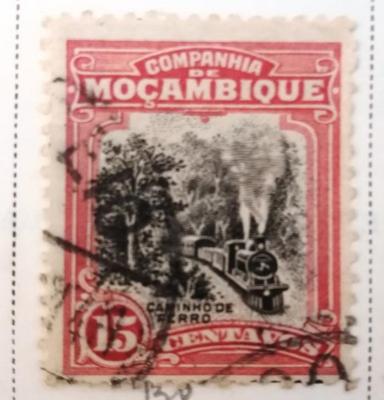 COMPANHIA
DE
MOÇAMBIQUE
CAMINHO DE
FERRO
15 CENTAVOS